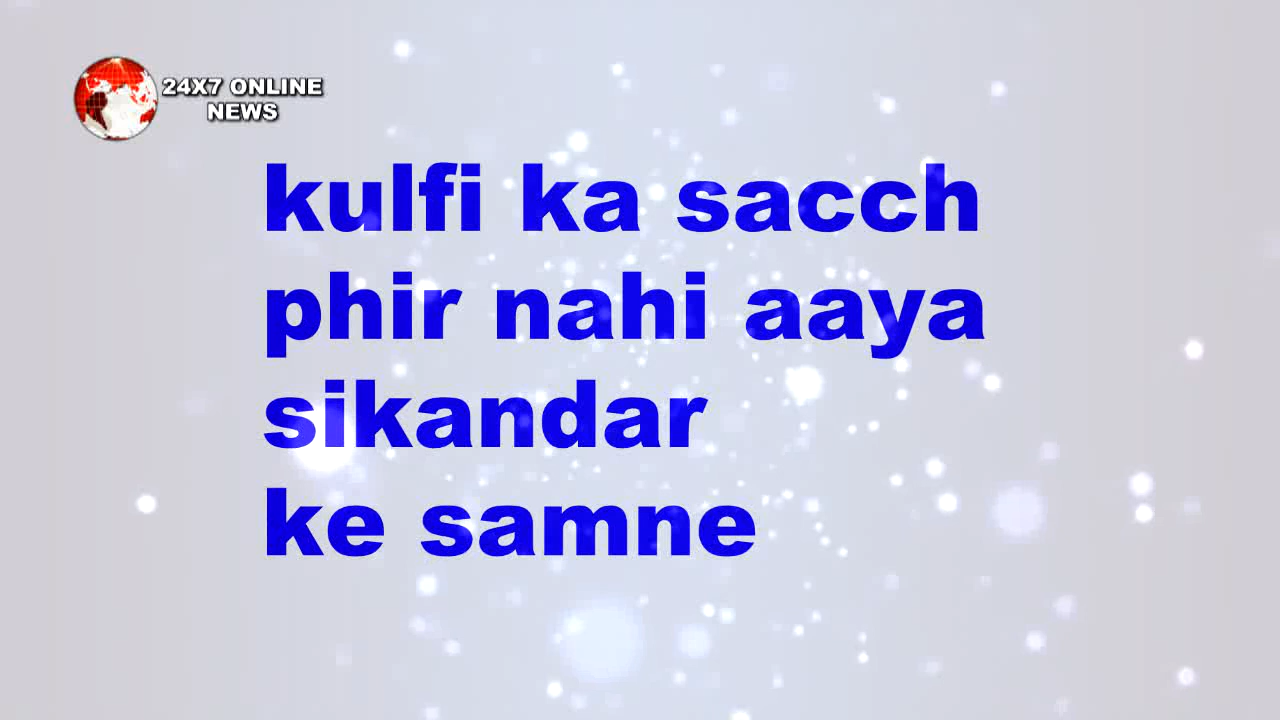 24X7 ONLINE
NEWS
kulfi ka sacch
phir nahi aaya
sikandar
ke samne